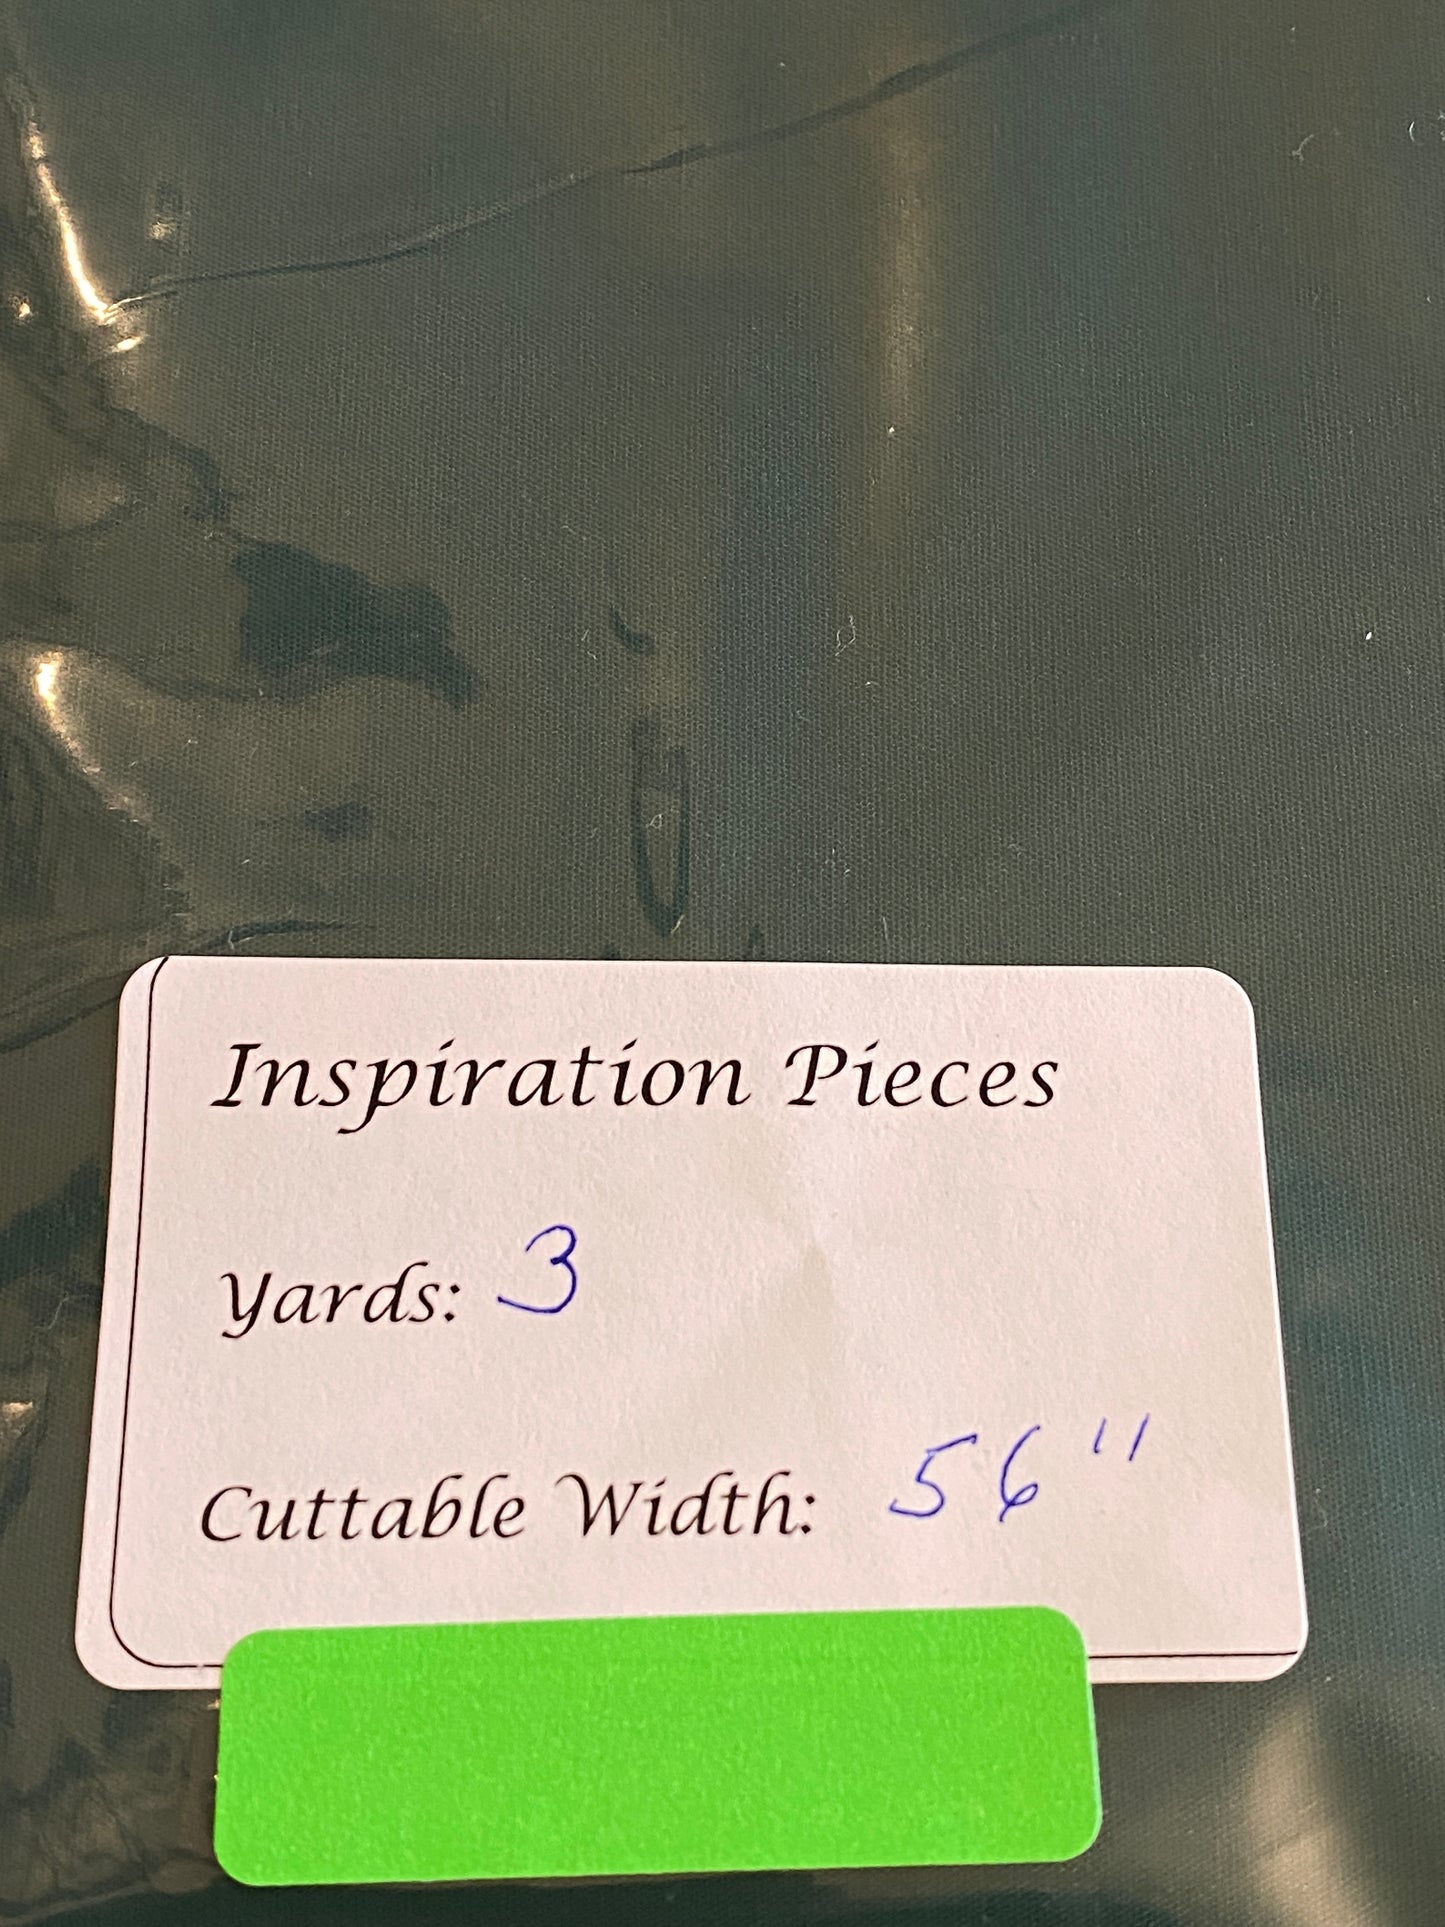 Inspiration Pieces
Yards: 3
Cuttable Width: 56"